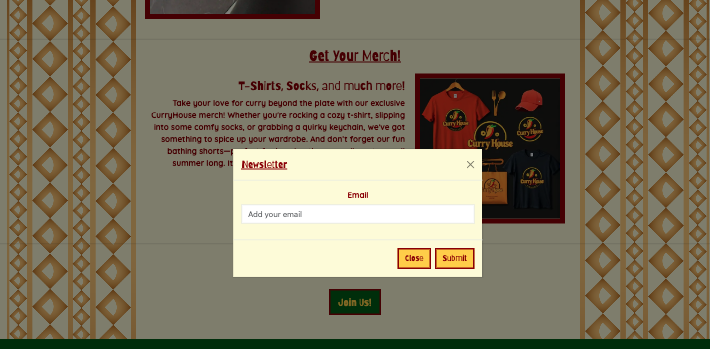 Get Your Merch!
T-Shirts, Socks, and much more!
Take your love for curry beyond the plate with our exclusive
CurryHouse merch! Whether you're rocking a cozy t-shirt, slipping
into some comfy socks, or grabbing a quirky keychain, we've got
something to spice up your wardrobe. And don't forget our fun
bathing shorts—
summer long. It
Curry House
Curry House
Curry House
Newsletter
×
Email
Add your email
Close
Submit
Join Us!